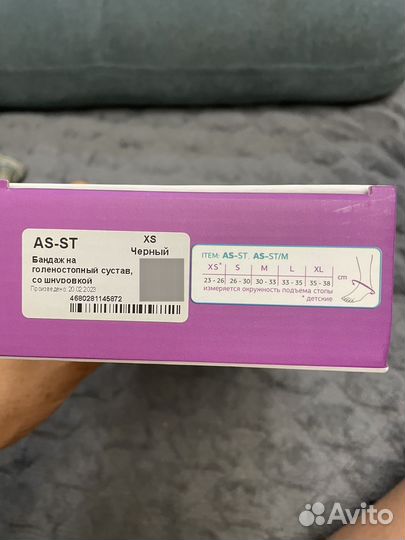 AS-ST
XS
Черный
Бандаж на
голеностопный сустав,
со шнуровкой
Произведено: 20.02.2023
4680281145872
ITEM: AS-ST, AS-ST/M
XS* S M L XL
23 - 26 26 - 30 30 - 33 33 - 35 35 - 38 cm
измеряется окружность подъема стопы
* детские
Avito